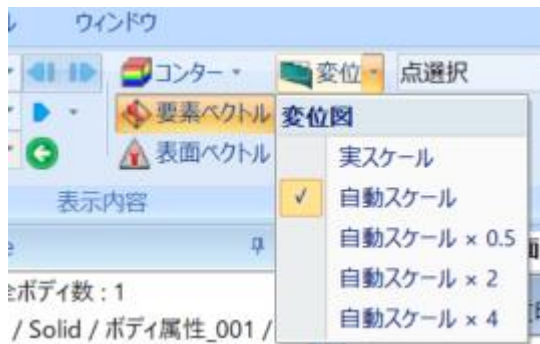 ウィンドウ
コンター
変位
点選択
要素ベクトル
変位図
表面ベクトル
実スケール
表示内容
自動スケール
自動スケール × 0.5
ボディ数 : 1
自動スケール × 2
/ Solid / ボディ属性_001 /
自動スケール × 4